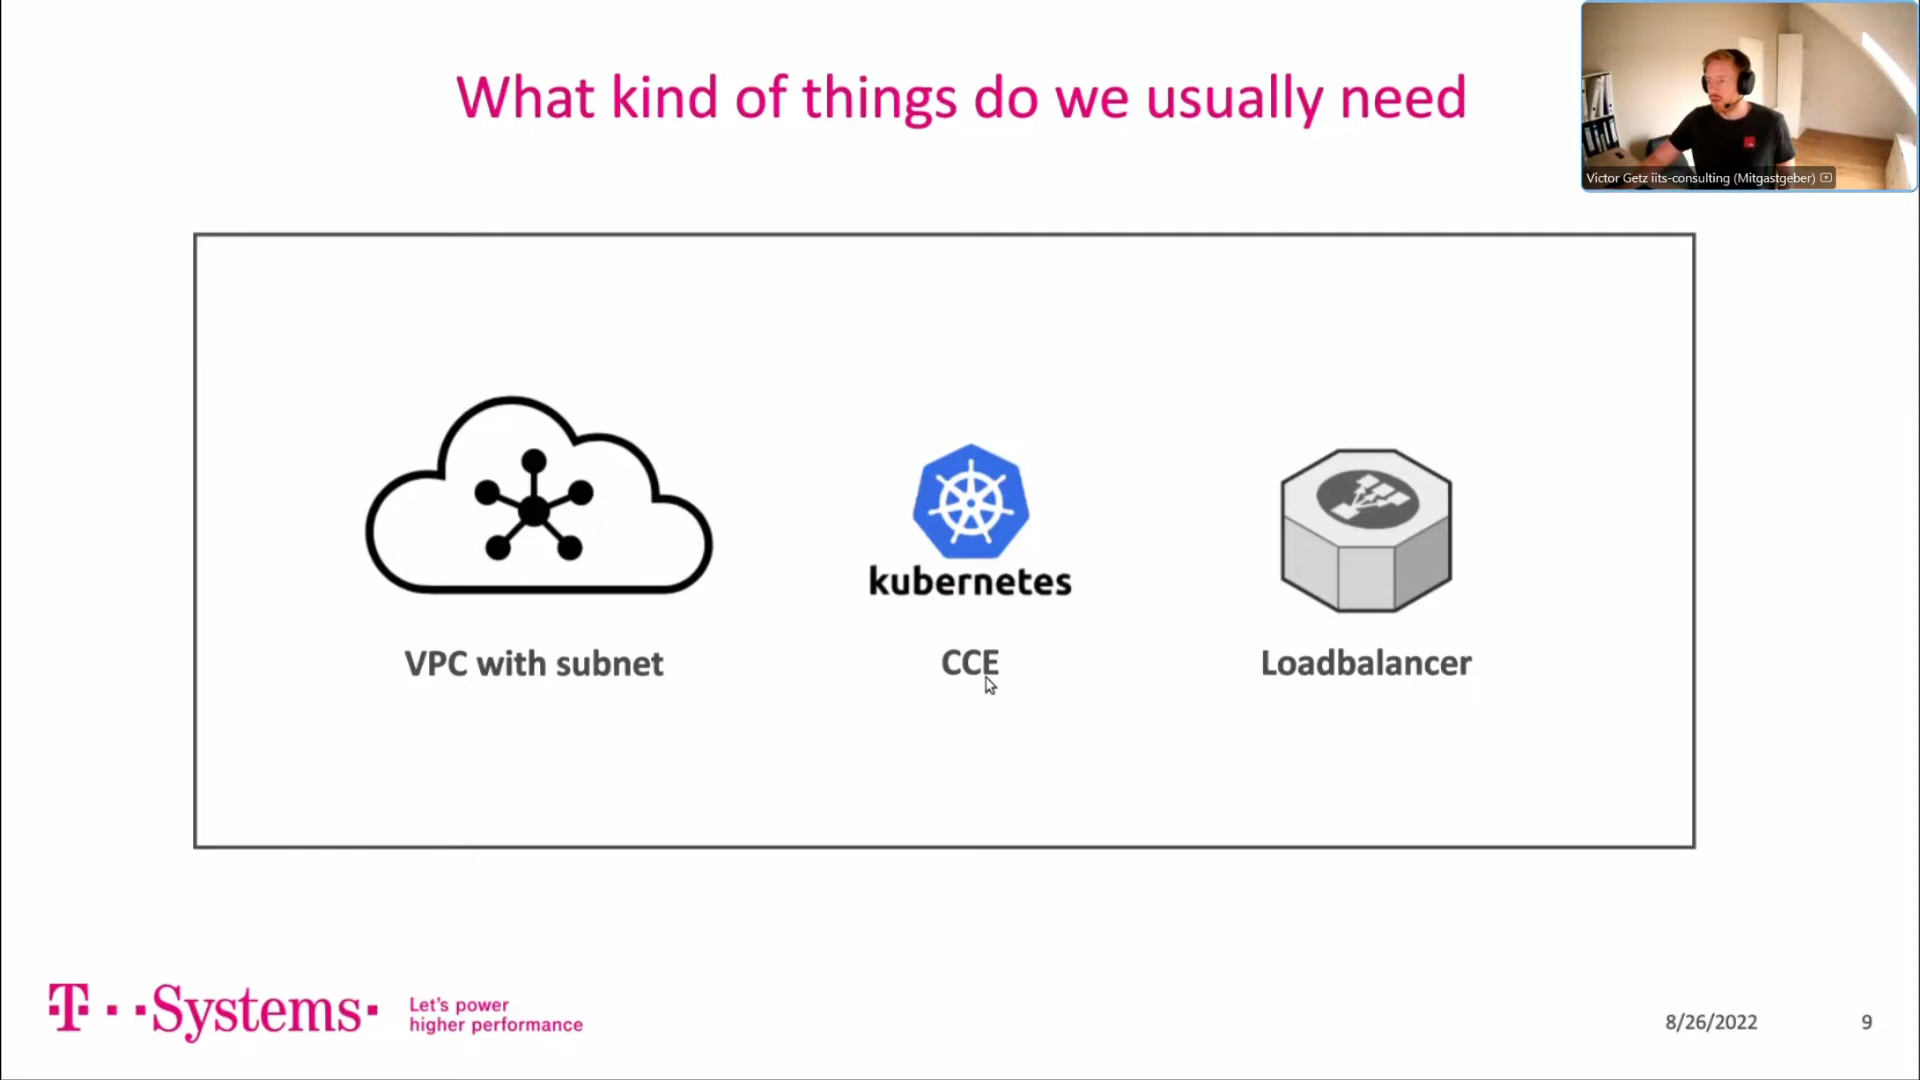 What kind of things do we usually need
Victor Getz iits-consulting (Mitgastgeber)
kubernetes
VPC with subnet
CCE
Loadbalancer
T··Systems·
Let's power
higher performance
8/26/2022
9